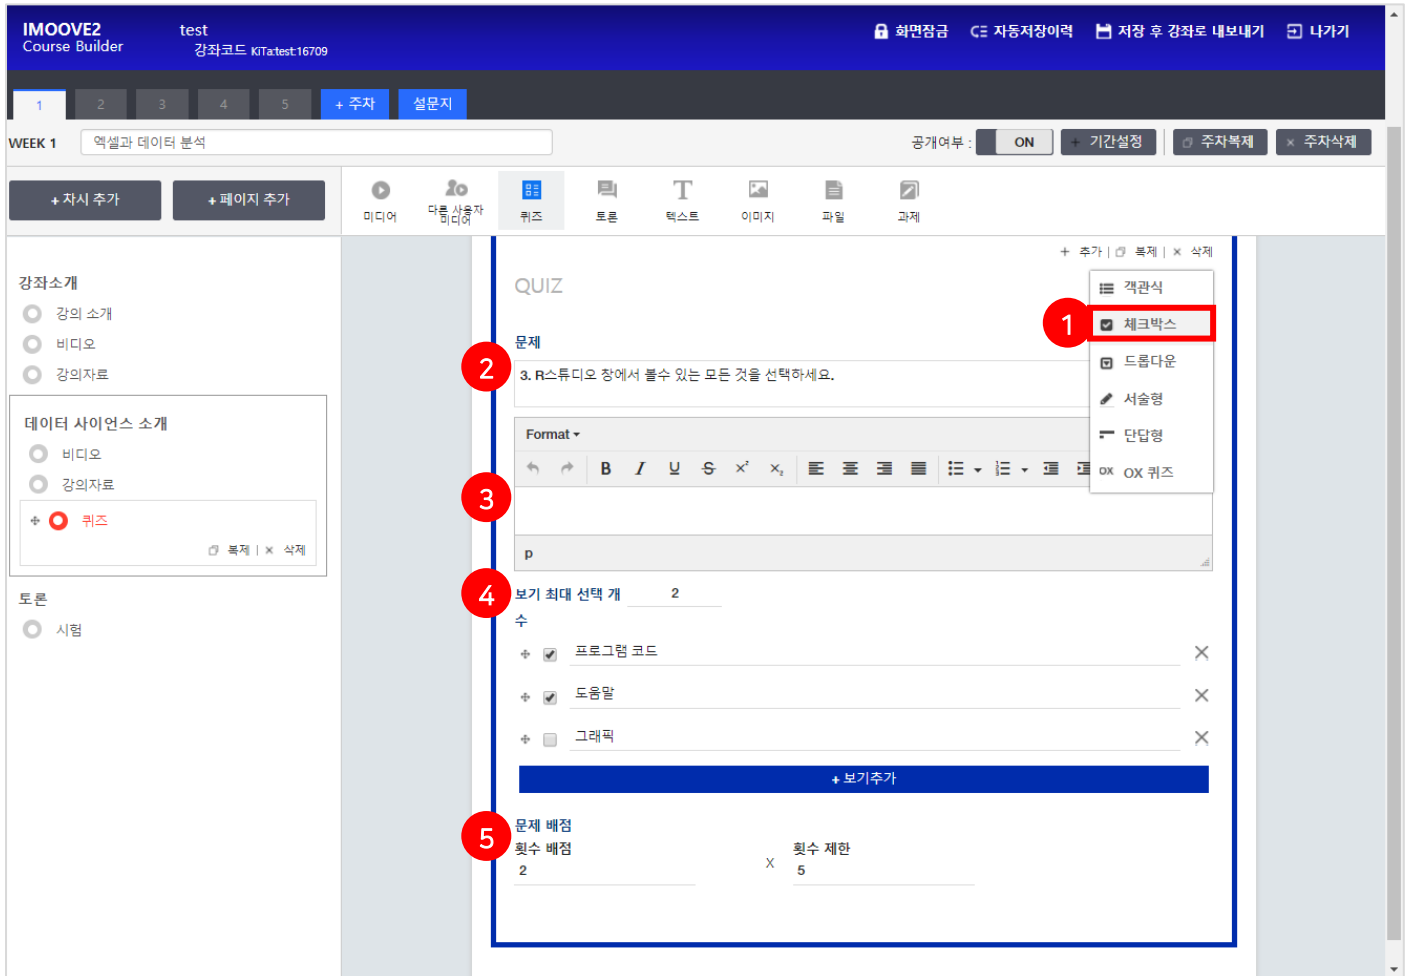 IMOOVE2
Course Builder
test
강좌코드 KiTa:test:16709
화면잠금
자동저장이력
저장 후 강좌로 내보내기
나가기
1 2 3 4 5 + 주차 설문지
WEEK 1
엑셀과 데이터 분석
공개여부 : ON
+ 기간설정
주차복제
× 주차삭제
+ 차시 추가
+ 페이지 추가
미디어
다른 사용자
미디어
퀴즈
토론
텍스트
이미지
파일
과제
강좌소개
강의 소개
비디오
강의자료
데이터 사이언스 소개
비디오
강의자료
퀴즈
복제 | × 삭제
토론
시험
+ 추가 | 복제 | × 삭제
QUIZ
객관식
1
체크박스
드롭다운
서술형
단답형
OX OX 퀴즈
문제
2
3. R스튜디오 창에서 볼수 있는 모든 것을 선택하세요.
Format
B I U S x² x₂
3
p
4
보기 최대 선택 개
수
2
프로그램 코드
도움말
그래픽
+ 보기추가
5
문제 배점
횟수 배점
2
X
횟수 제한
5